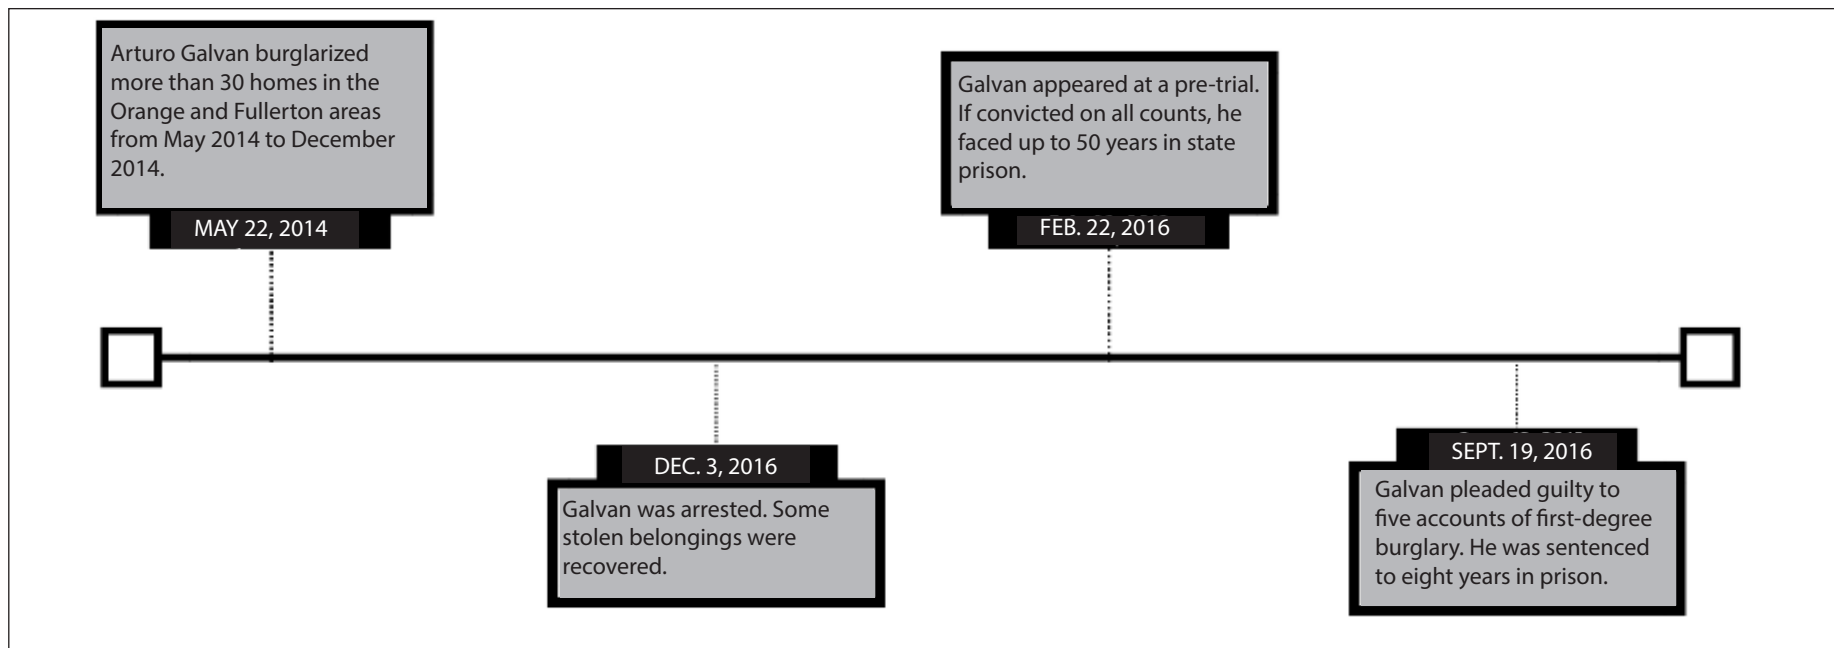 Arturo Galvan burglarized
more than 30 homes in the
Orange and Fullerton areas
from May 2014 to December
2014.
MAY 22, 2014
DEC. 3, 2016
Galvan was arrested. Some
stolen belongings were
recovered.
Galvan appeared at a pre-trial.
If convicted on all counts, he
faced up to 50 years in state
prison.
FEB. 22, 2016
SEPT. 19, 2016
Galvan pleaded guilty to
five accounts of first-degree
burglary. He was sentenced
to eight years in prison.